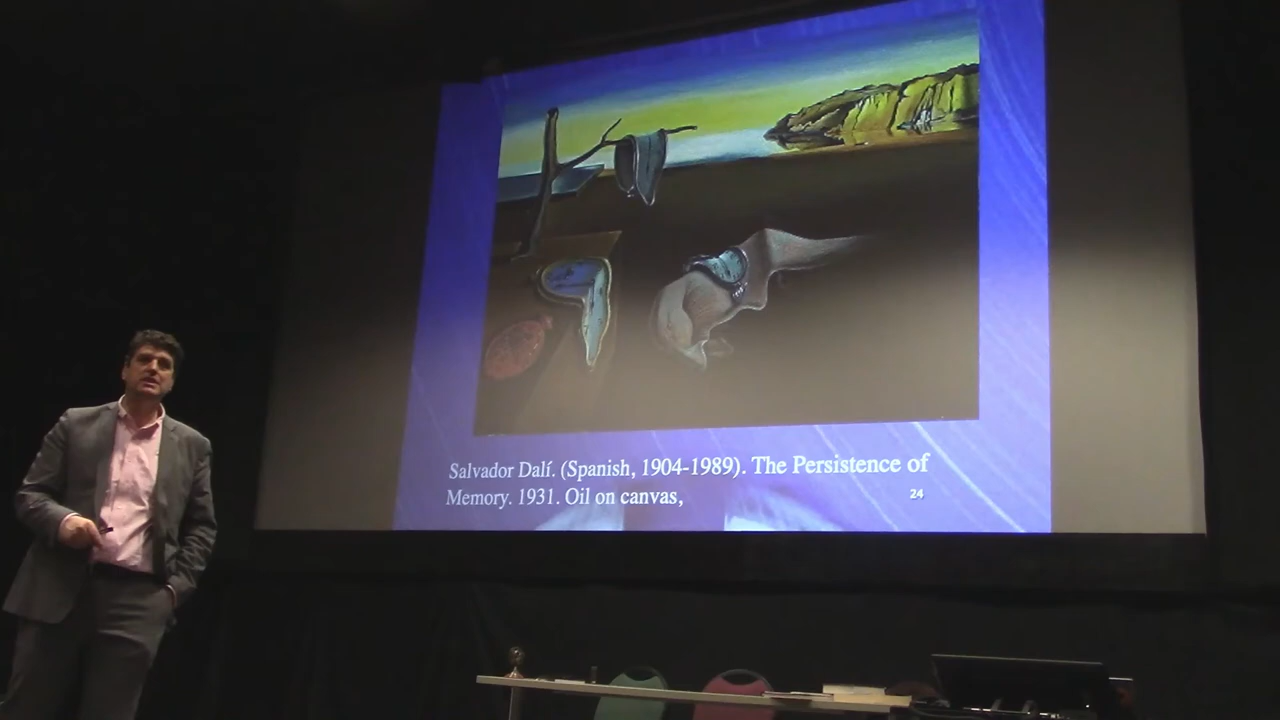 Salvador Dalí. (Spanish, 1904-1989). The Persistence of
Memory. 1931. Oil on canvas,
24